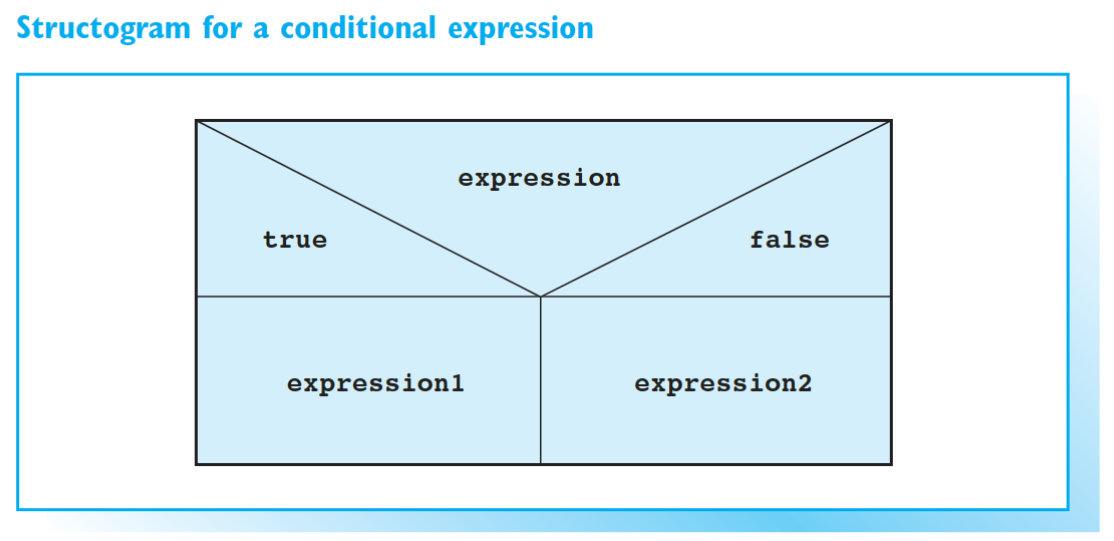 Structogram for a conditional expression
expression
true
false
expression1
expression2